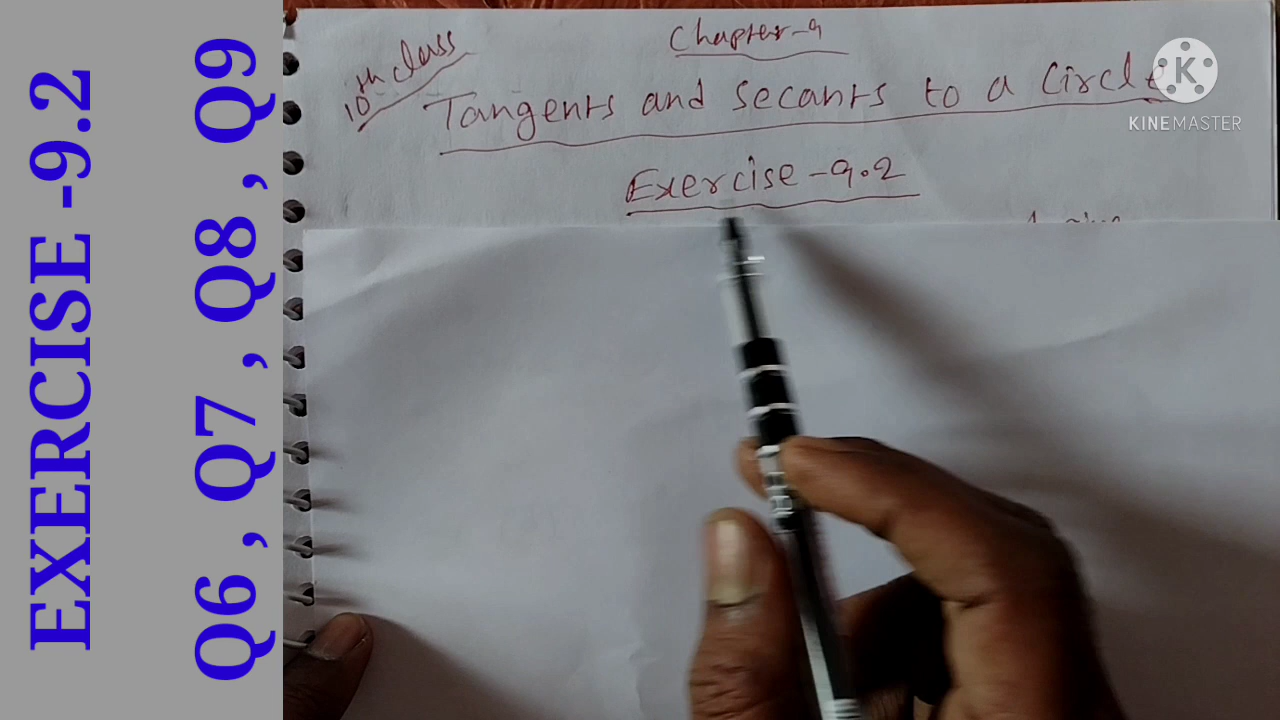 EXERCISE -9.2
Q6 , Q7 , Q8 , Q9
Chapter-9
10th class
Tangents and secants to a Circle
Exercise-9.2
K
KINEMASTER